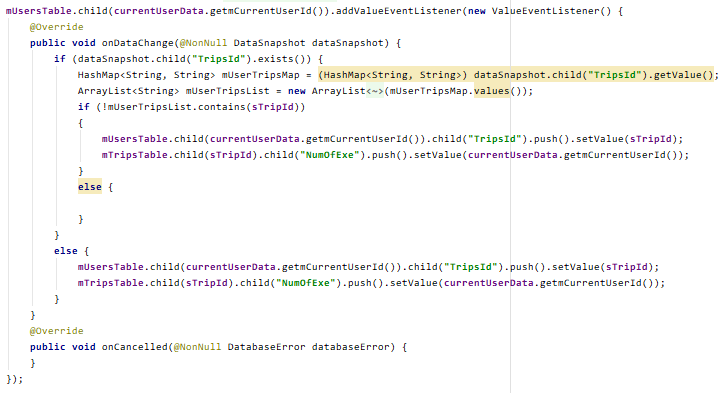 mUsersTable.child(currentUserData.getmCurrentUserId()).addValueEventListener(new ValueEventListener() {
    @Override
    public void onDataChange(@NonNull DataSnapshot dataSnapshot) {
        if (dataSnapshot.child("TripsId").exists()) {
            HashMap<String, String> mUserTripsMap = (HashMap<String, String>) dataSnapshot.child("TripsId").getValue();
            ArrayList<String> mUserTripsList = new ArrayList<~>(mUserTripsMap.values());
            if (!mUserTripsList.contains(sTripId))
            {
                mUsersTable.child(currentUserData.getmCurrentUserId()).child("TripsId").push().setValue(sTripId);
                mTripsTable.child(sTripId).child("NumOfExe").push().setValue(currentUserData.getmCurrentUserId());
            }
            else {
            }
        }
        else {
            mUsersTable.child(currentUserData.getmCurrentUserId()).child("TripsId").push().setValue(sTripId);
            mTripsTable.child(sTripId).child("NumOfExe").push().setValue(currentUserData.getmCurrentUserId());
        }
    }
    @Override
    public void onCancelled(@NonNull DatabaseError databaseError) {
    }
});